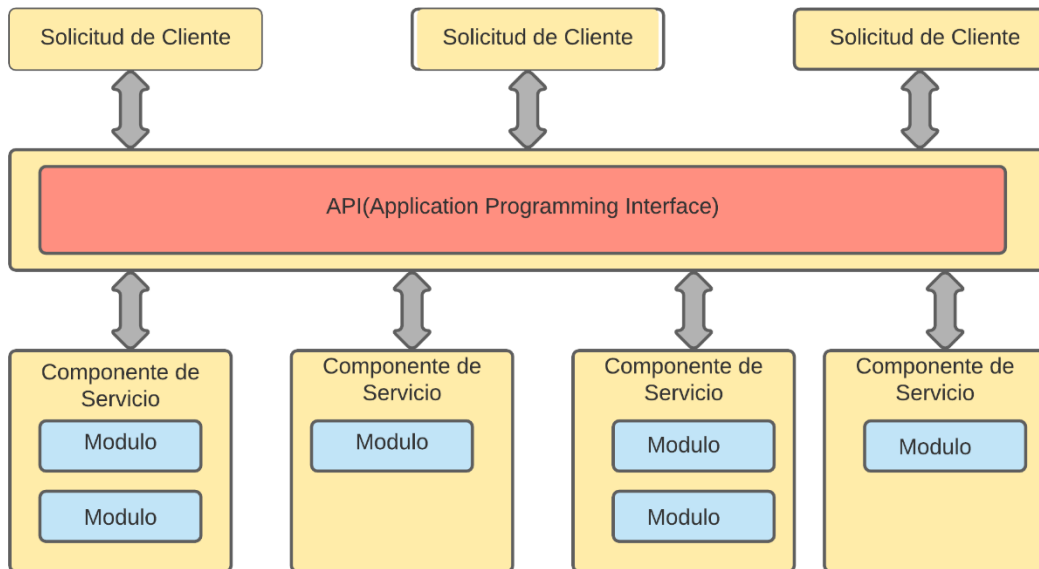 Solicitud de Cliente
Solicitud de Cliente
Solicitud de Cliente
API(Application Programming Interface)
Componente de
Servicio
Modulo
Modulo
Componente de
Servicio
Modulo
Componente de
Servicio
Modulo
Modulo
Componente de
Servicio
Modulo